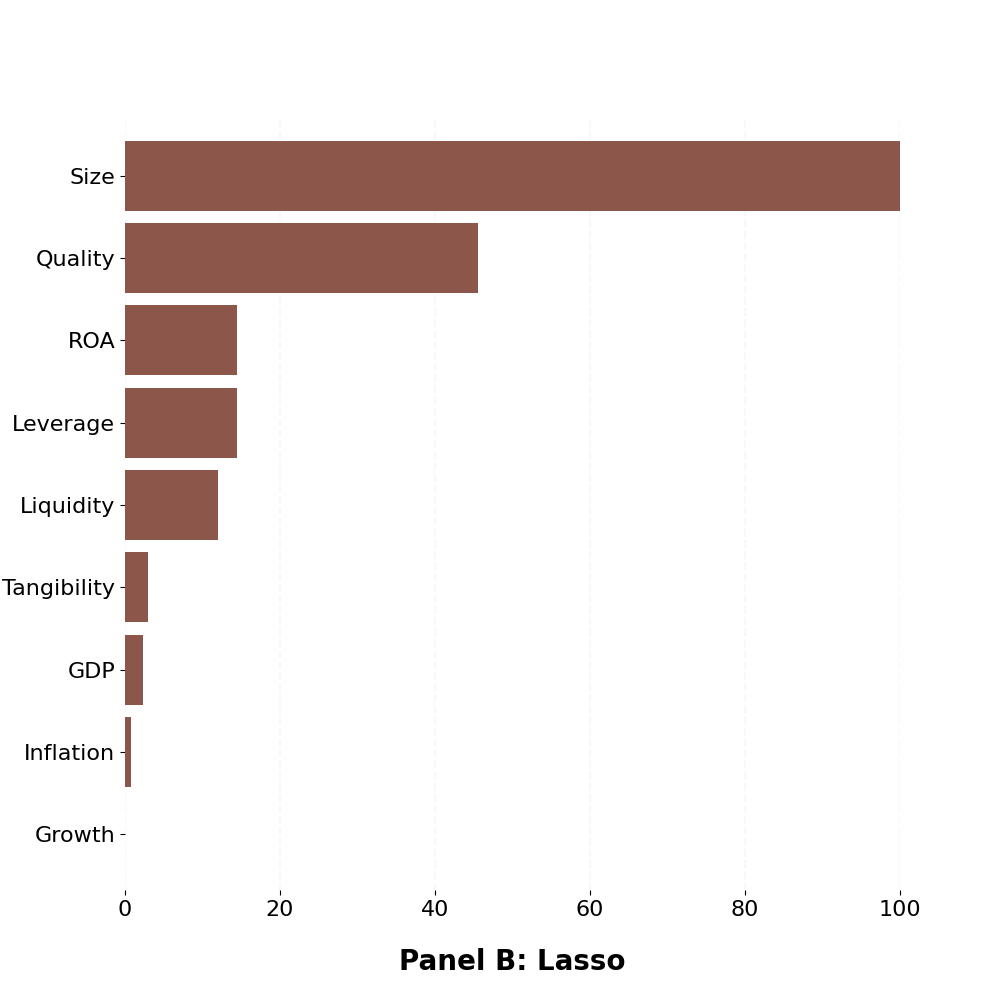 Size
Quality
ROA
Leverage
Liquidity
Tangibility
GDP
Inflation
Growth
0 20 40 60 80 100
Panel B: Lasso